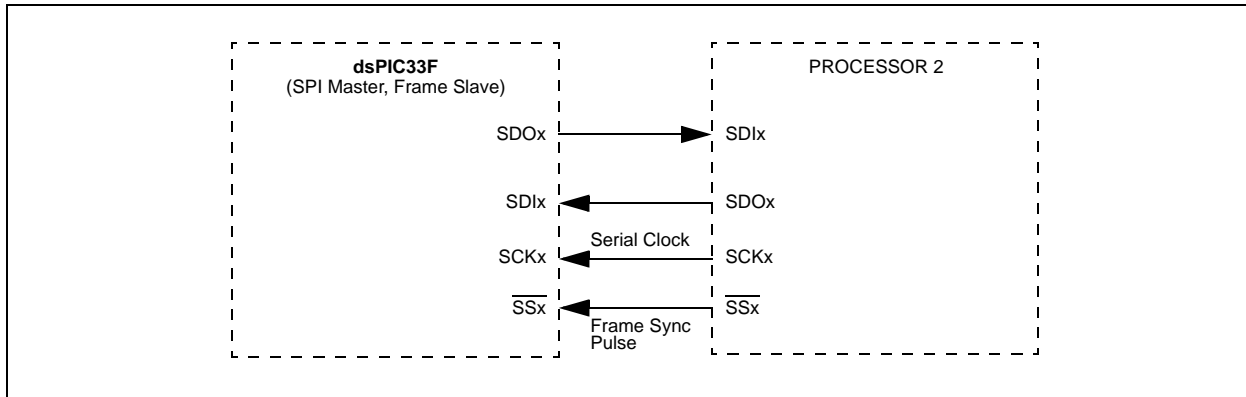 dsPIC33F
(SPI Master, Frame Slave)
PROCESSOR 2
SDOx
SDIx
SDIx
SDOx
Serial Clock
SCKx
SCKx
SSx
SSx
Frame Sync
Pulse